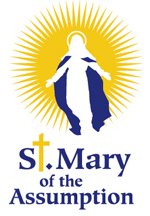 St. Mary
of the
Assumption